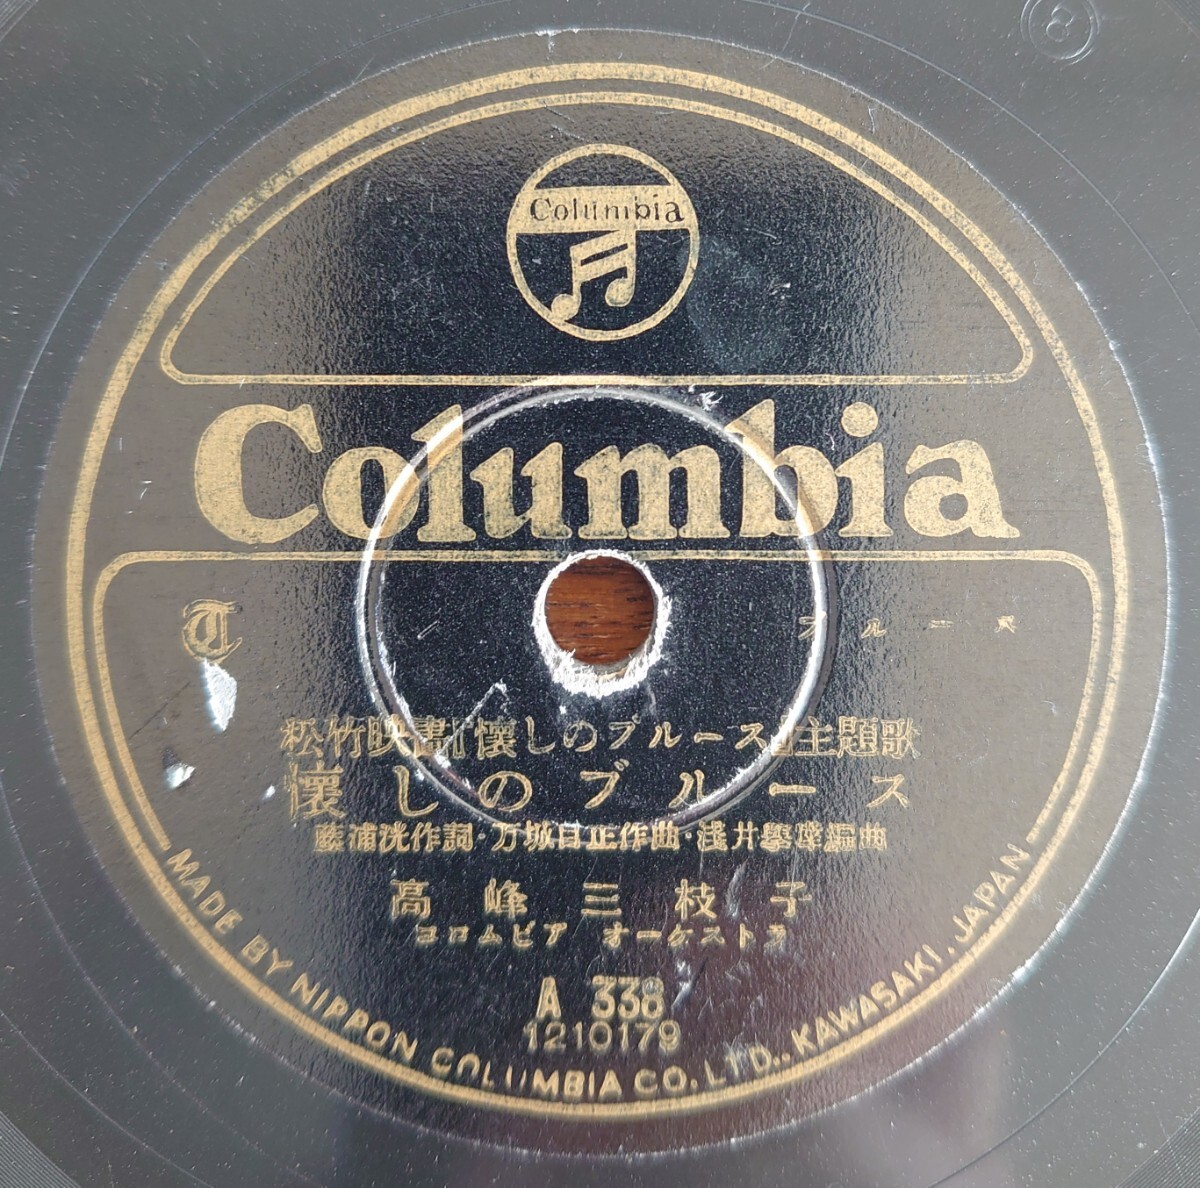 Columbia
Columbia
T
ブルース
松竹映畫「懐しのブルース」主題歌
懐しのブルース
藤浦洸作詞・万城目正作曲・浅井擧曄編曲
高峰三枝子
コロムビア オーケストラ
A 338
1210179
MADE BY NIPPON COLUMBIA CO., LTD., KAWASAKI, JAPAN